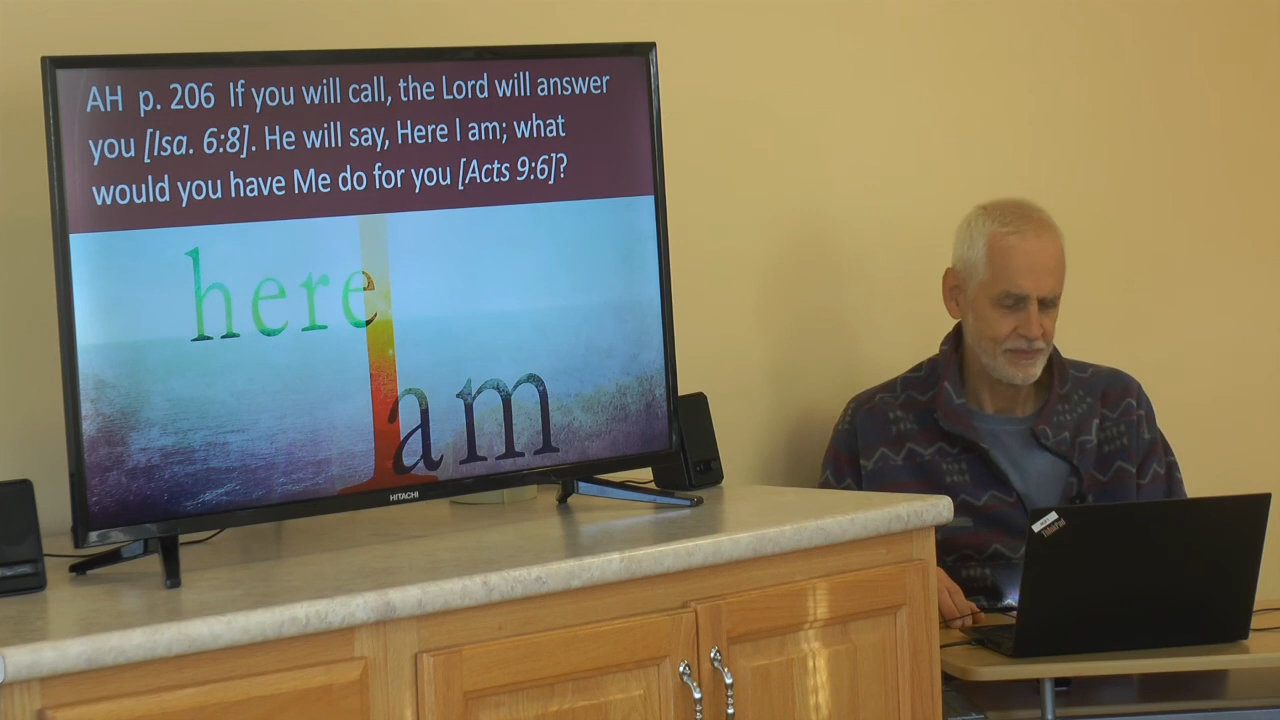 AH p. 206 If you will call, the Lord will answer
you [Isa. 6:8]. He will say, Here I am; what
would you have Me do for you [Acts 9:6]?
here
I am
HITACHI
ThinkPad